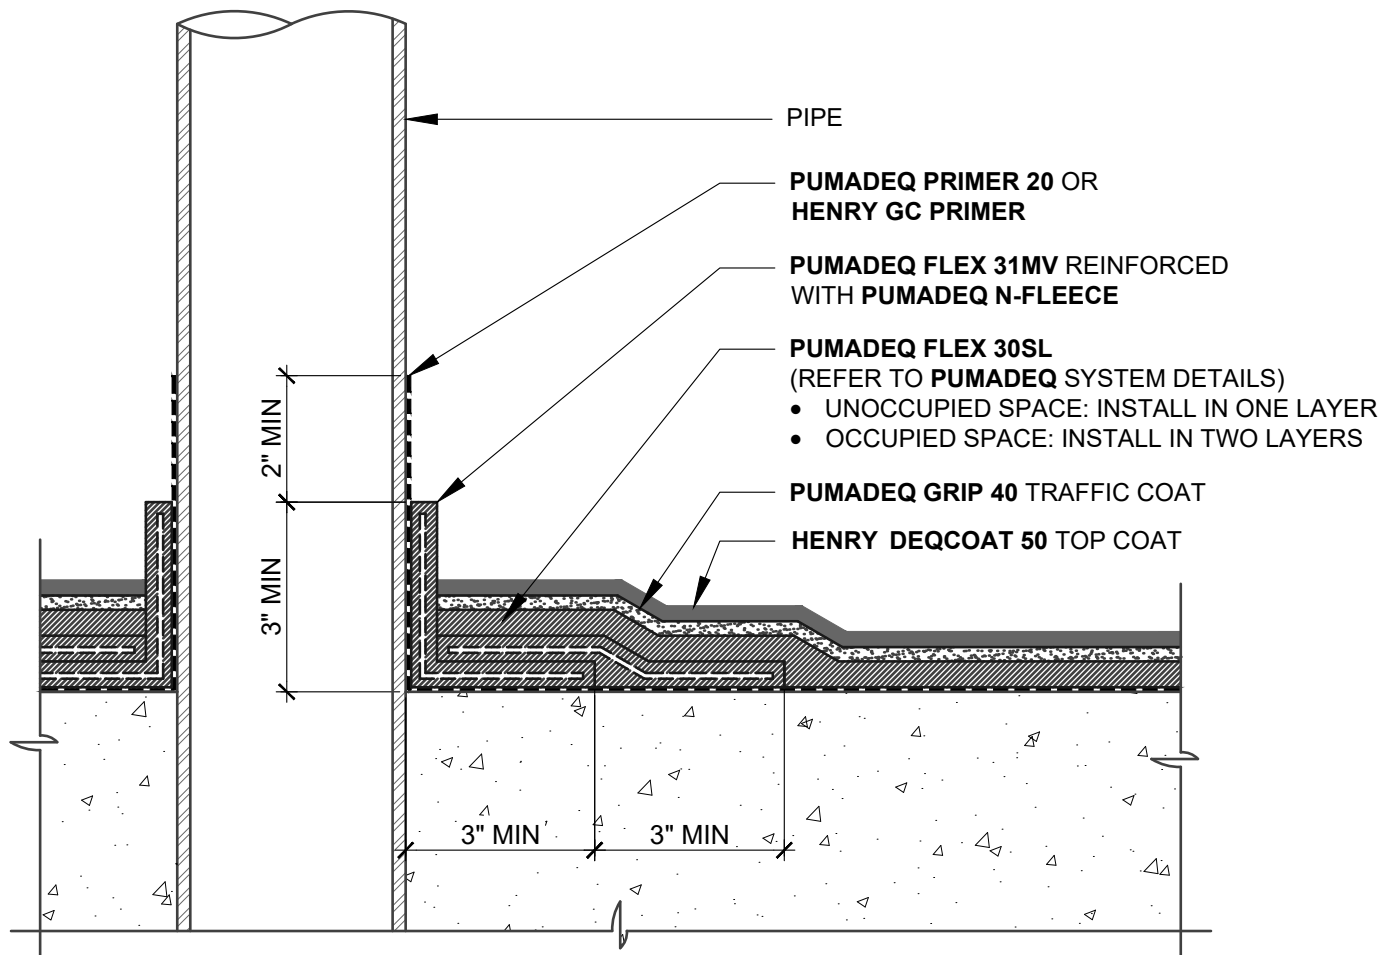 PIPE
PUMADEQ PRIMER 20 OR
HENRY GC PRIMER
PUMADEQ FLEX 31MV REINFORCED
WITH PUMADEQ N-FLEECE
PUMADEQ FLEX 30SL
(REFER TO PUMADEQ SYSTEM DETAILS)
• UNOCCUPIED SPACE: INSTALL IN ONE LAYER
• OCCUPIED SPACE: INSTALL IN TWO LAYERS
PUMADEQ GRIP 40 TRAFFIC COAT
HENRY DEQCOAT 50 TOP COAT
2" MIN
3" MIN
3" MIN
3" MIN